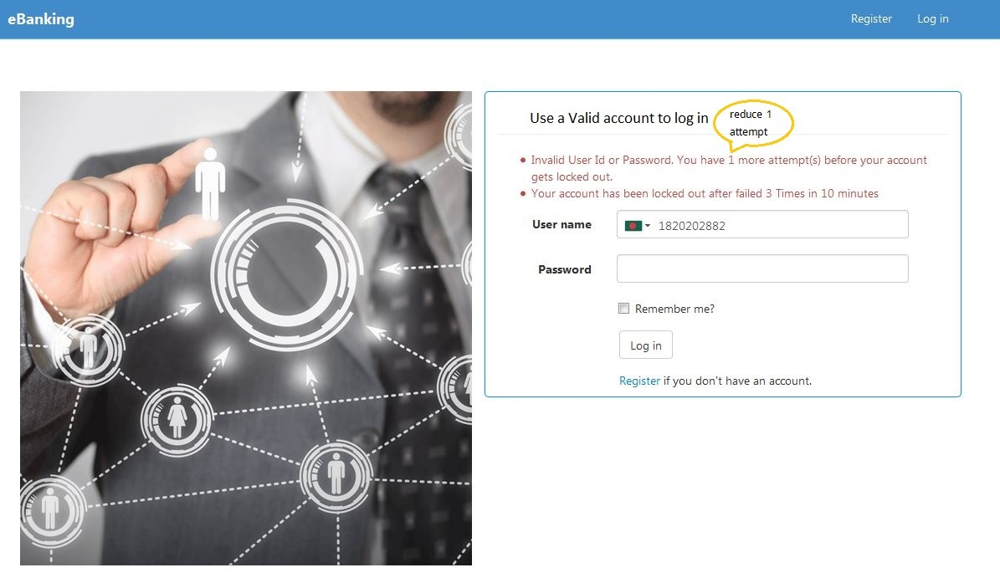 eBanking
Register
Log in
Use a Valid account to log in
reduce 1
attempt
Invalid User Id or Password. You have 1 more attempt(s) before your account
gets locked out.
Your account has been locked out after failed 3 Times in 10 minutes
User name
1820202882
Password
Remember me?
Log in
Register if you don't have an account.